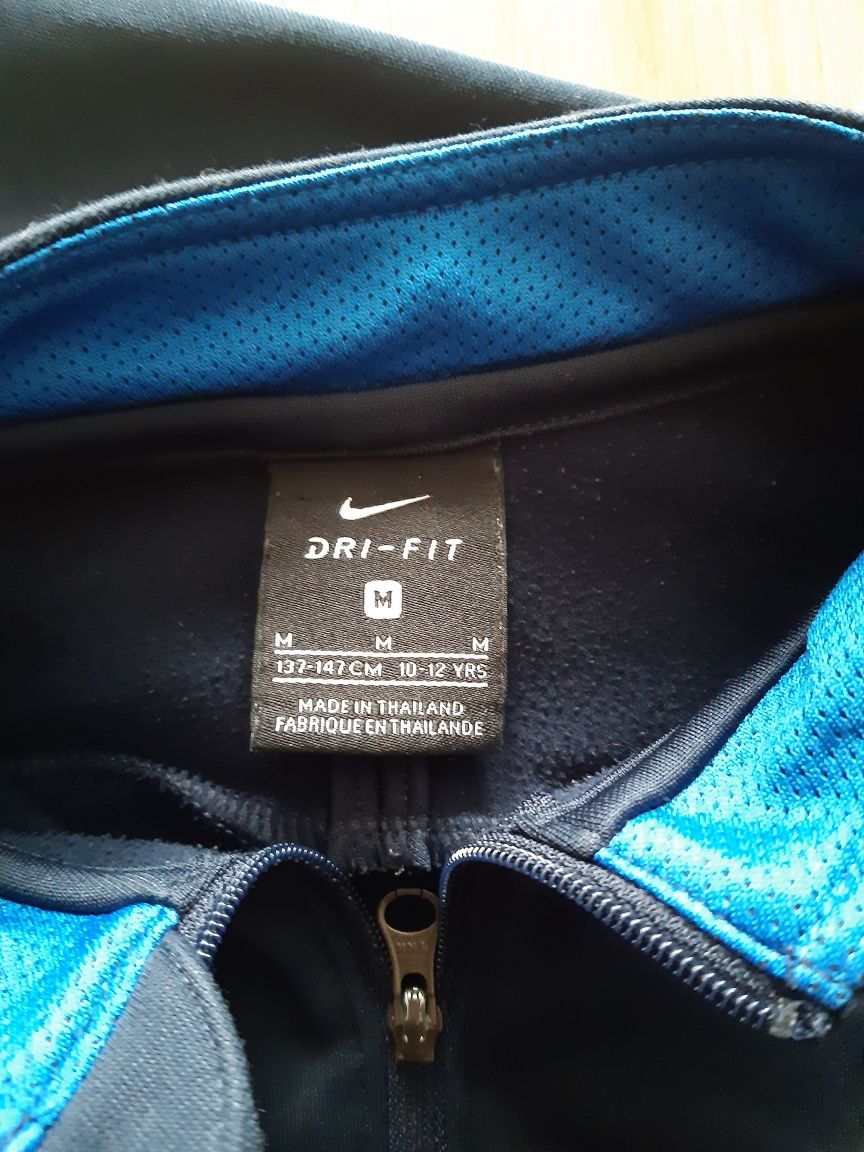 DRI-FIT
M
M M M
137-147CM 10-12 YRS
MADE IN THAILAND
FABRIQUE EN THAILANDE